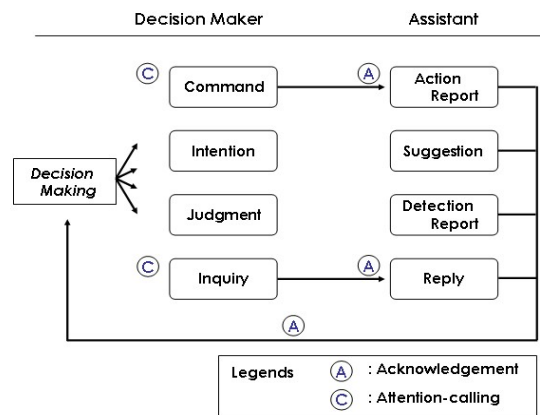 Decision Maker Assistant
C Command A Action Report
Intention Suggestion
Decision Making
Judgment Detection Report
C Inquiry A Reply
A
Legends A : Acknowledgement
C : Attention-calling